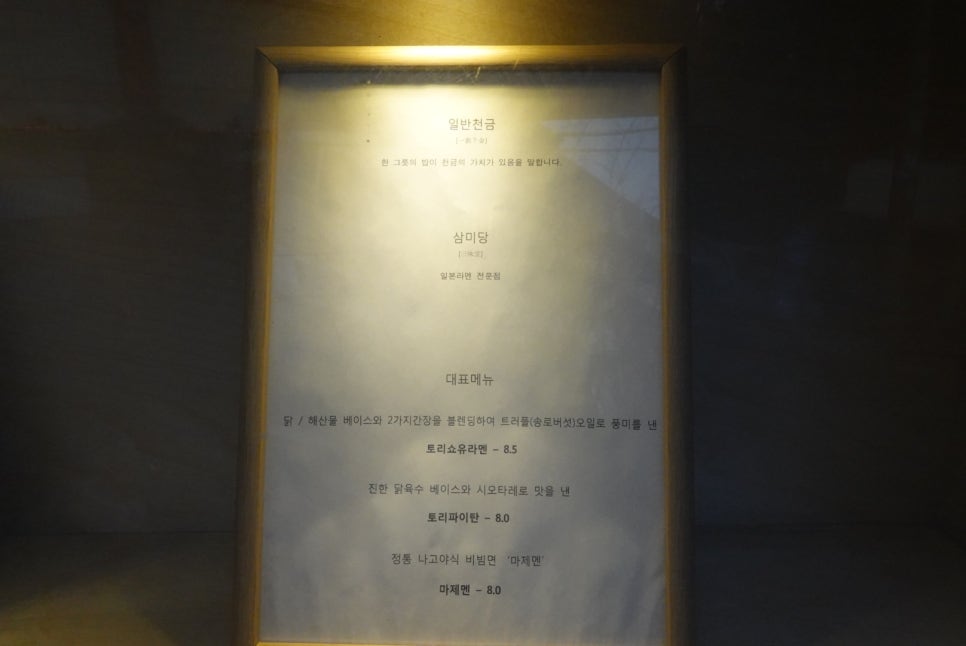 일반천금
[一飯千金]
한 그릇의 밥이 천금의 가치가 있음을 말합니다.
삼미당
일본라멘 전문점
대표메뉴
닭 / 해산물 베이스와 2가지간장을 블렌딩하여 트러플(송로버섯)오일로 풍미를 낸
토리쇼유라멘 – 8.5
진한 닭육수 베이스와 시오타레로 맛을 낸
토리파이탄 – 8.0
정통 나고야식 비빔면 ‘마제멘’
마제멘 – 8.0